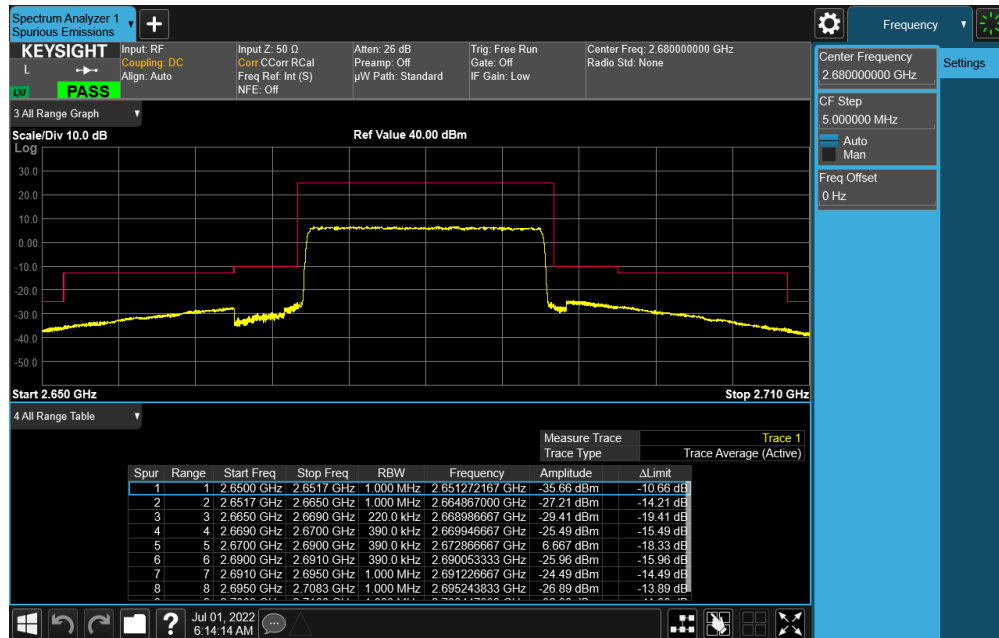 Spectrum Analyzer 1
Spurious Emissions
Frequency
KEYSIGHT
L
LXI
PASS
Input: RF
Coupling: DC
Align: Auto
Input Z: 50 Ω
Corr CCorr RCal
Freq Ref: Int (S)
NFE: Off
Atten: 26 dB
Preamp: Off
µW Path: Standard
Trig: Free Run
Gate: Off
IF Gain: Low
Center Freq: 2.680000000 GHz
Radio Std: None
Center Frequency
2.680000000 GHz
Settings
CF Step
5.000000 MHz
Auto
Man
Freq Offset
0 Hz
3 All Range Graph
Scale/Div 10.0 dB
Ref Value 40.00 dBm
Log
30.0
20.0
10.0
0.00
-10.0
-20.0
-30.0
-40.0
-50.0
Start 2.650 GHz
Stop 2.710 GHz
4 All Range Table
Measure Trace Trace 1
Trace Type Trace Average (Active)
Spur Range Start Freq Stop Freq RBW Frequency Amplitude ΔLimit
1 1 2.6500 GHz 2.6517 GHz 1.000 MHz 2.651272167 GHz -35.66 dBm -10.66 dB
2 2 2.6517 GHz 2.6650 GHz 1.000 MHz 2.664867000 GHz -27.21 dBm -14.21 dB
3 3 2.6650 GHz 2.6690 GHz 220.0 kHz 2.668986667 GHz -29.41 dBm -19.41 dB
4 4 2.6690 GHz 2.6700 GHz 390.0 kHz 2.669946667 GHz -25.49 dBm -15.49 dB
5 5 2.6700 GHz 2.6900 GHz 390.0 kHz 2.672866667 GHz 6.667 dBm -18.33 dB
6 6 2.6900 GHz 2.6910 GHz 390.0 kHz 2.690053333 GHz -25.96 dBm -15.96 dB
7 7 2.6910 GHz 2.6950 GHz 1.000 MHz 2.691226667 GHz -24.49 dBm -14.49 dB
8 8 2.6950 GHz 2.7083 GHz 1.000 MHz 2.695243833 GHz -26.89 dBm -13.89 dB
Jul 01, 2022
6:14:14 AM